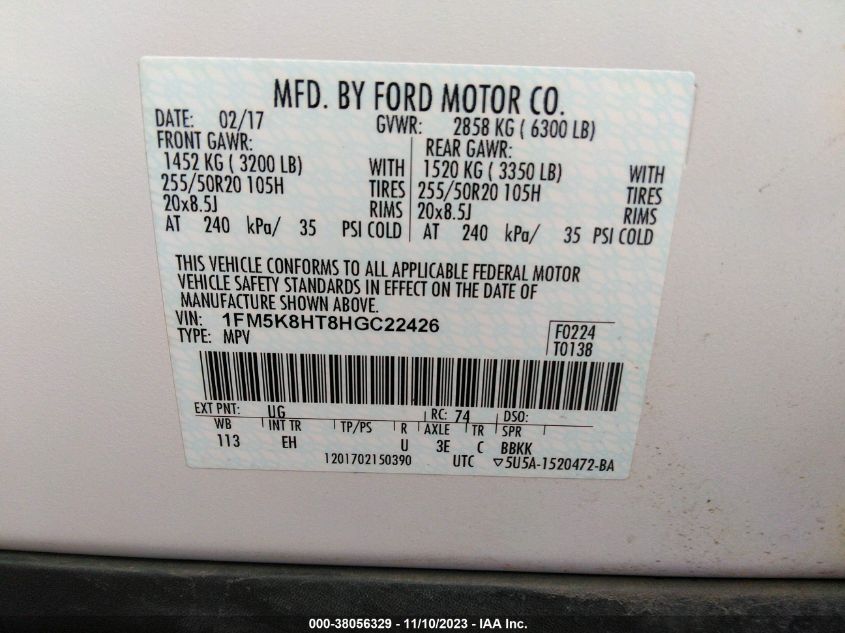 MFD. BY FORD MOTOR CO.
DATE: 02/17 GVWR: 2858 KG ( 6300 LB)
FRONT GAWR: REAR GAWR:
1452 KG ( 3200 LB) WITH 1520 KG ( 3350 LB) WITH
255/50R20 105H TIRES 255/50R20 105H TIRES
20x8.5J RIMS 20x8.5J RIMS
AT 240 kPa/ 35 PSI COLD AT 240 kPa/ 35 PSI COLD
THIS VEHICLE CONFORMS TO ALL APPLICABLE FEDERAL MOTOR
VEHICLE SAFETY STANDARDS IN EFFECT ON THE DATE OF
MANUFACTURE SHOWN ABOVE.
VIN: 1FM5K8HT8HGC22426 F0224
TYPE: MPV T0138
EXT PNT: UG RC: 74 DSO:
WB INT TR TP/PS R AXLE TR SPR
113 EH U 3E C BBKK
1201702150390 UTC ▽5U5A-1520472-BA
000-38056329 - 11/10/2023 - IAA Inc.